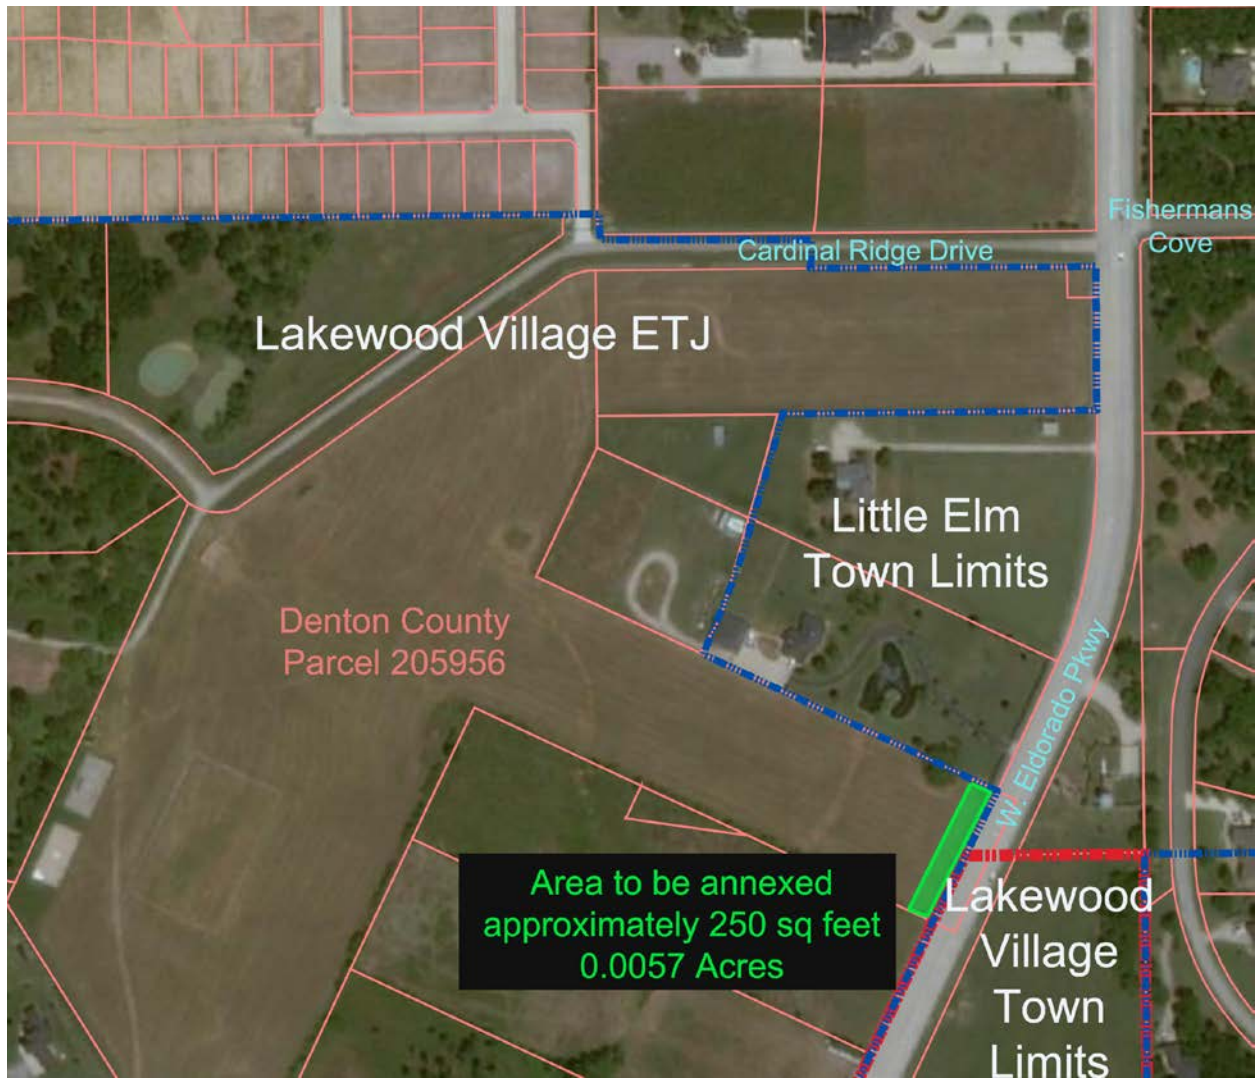 Fishermans
Cove
Cardinal Ridge Drive
Lakewood Village ETJ
Little Elm
Town Limits
Denton County
Parcel 205956
W. Eldorado Pkwy
Area to be annexed
approximately 250 sq feet
0.0057 Acres
Lakewood
Village
Town
Limits